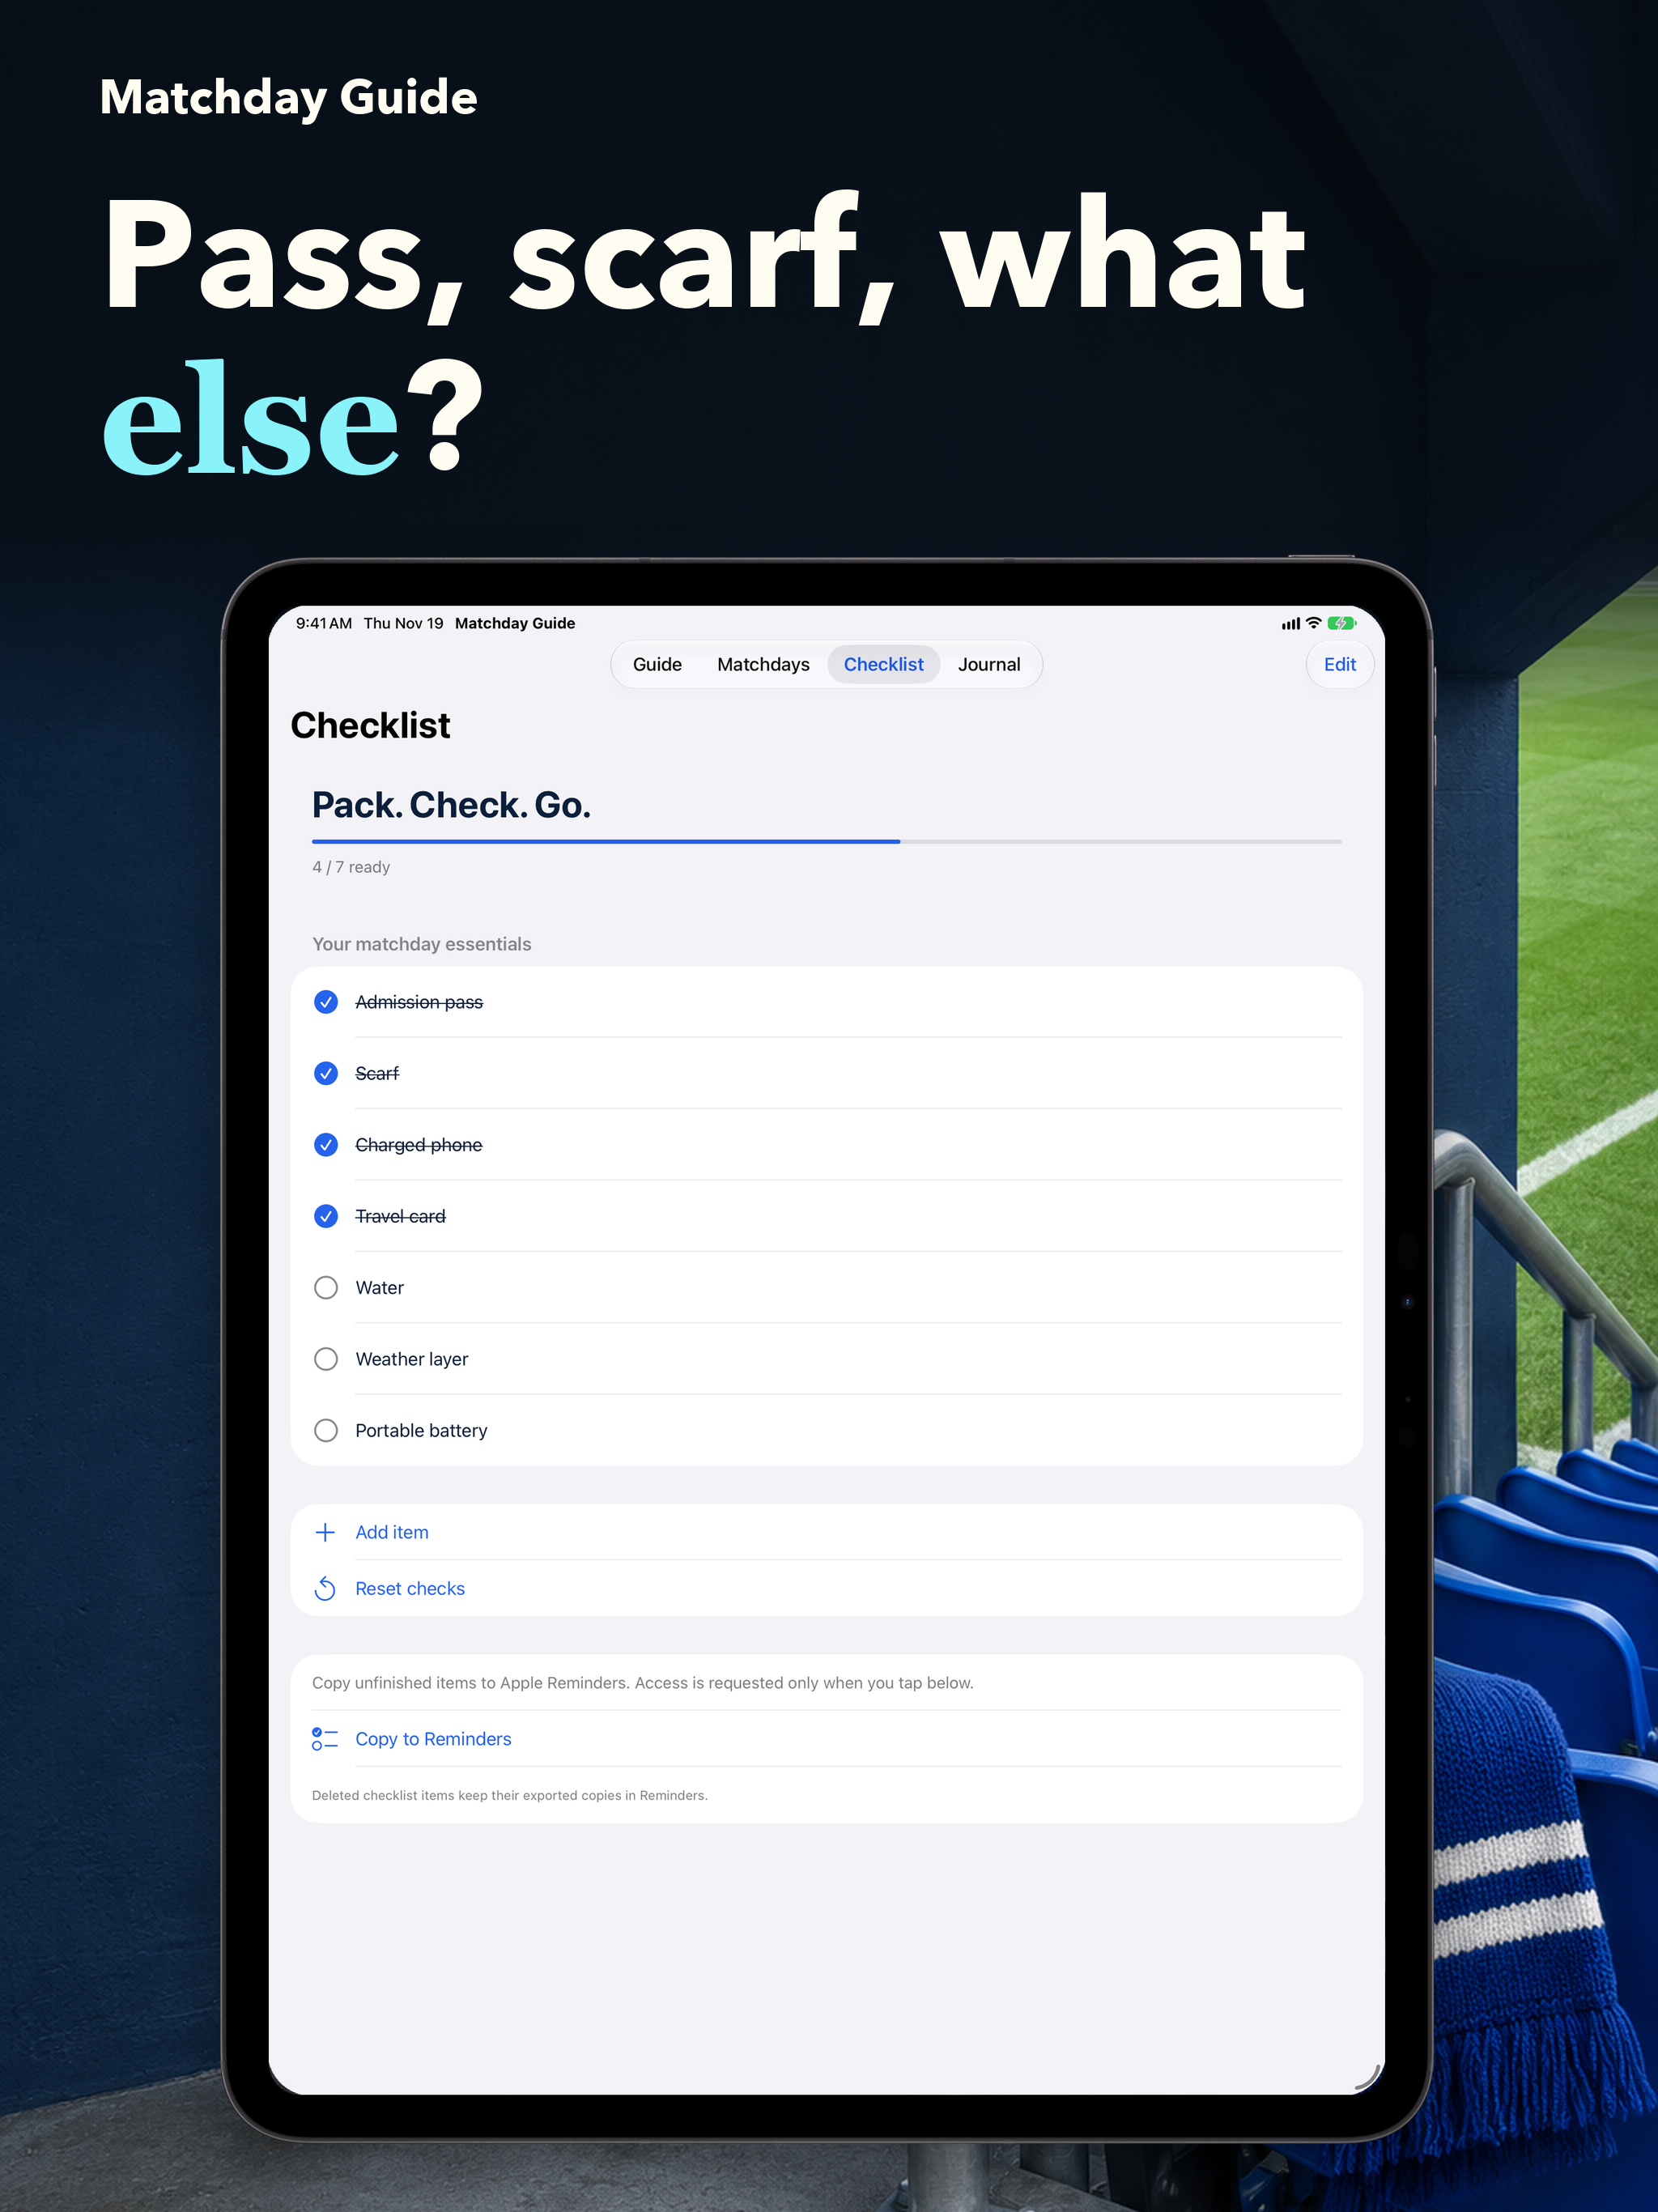 Matchday Guide
Pass, scarf, what
else?
9:41 AM Thu Nov 19 Matchday Guide
Guide Matchdays Checklist Journal Edit
Checklist
Pack. Check. Go.
4 / 7 ready
Your matchday essentials
Admission pass
Scarf
Charged phone
Travel card
Water
Weather layer
Portable battery
Add item
Reset checks
Copy unfinished items to Apple Reminders. Access is requested only when you tap below.
Copy to Reminders
Deleted checklist items keep their exported copies in Reminders.